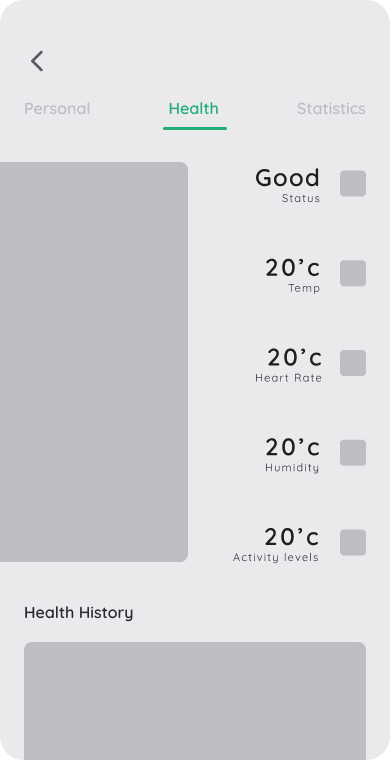 Personal
Health
Statistics
Good
Status
20’c
Temp
20’c
Heart Rate
20’c
Humidity
20’c
Activity levels
Health History